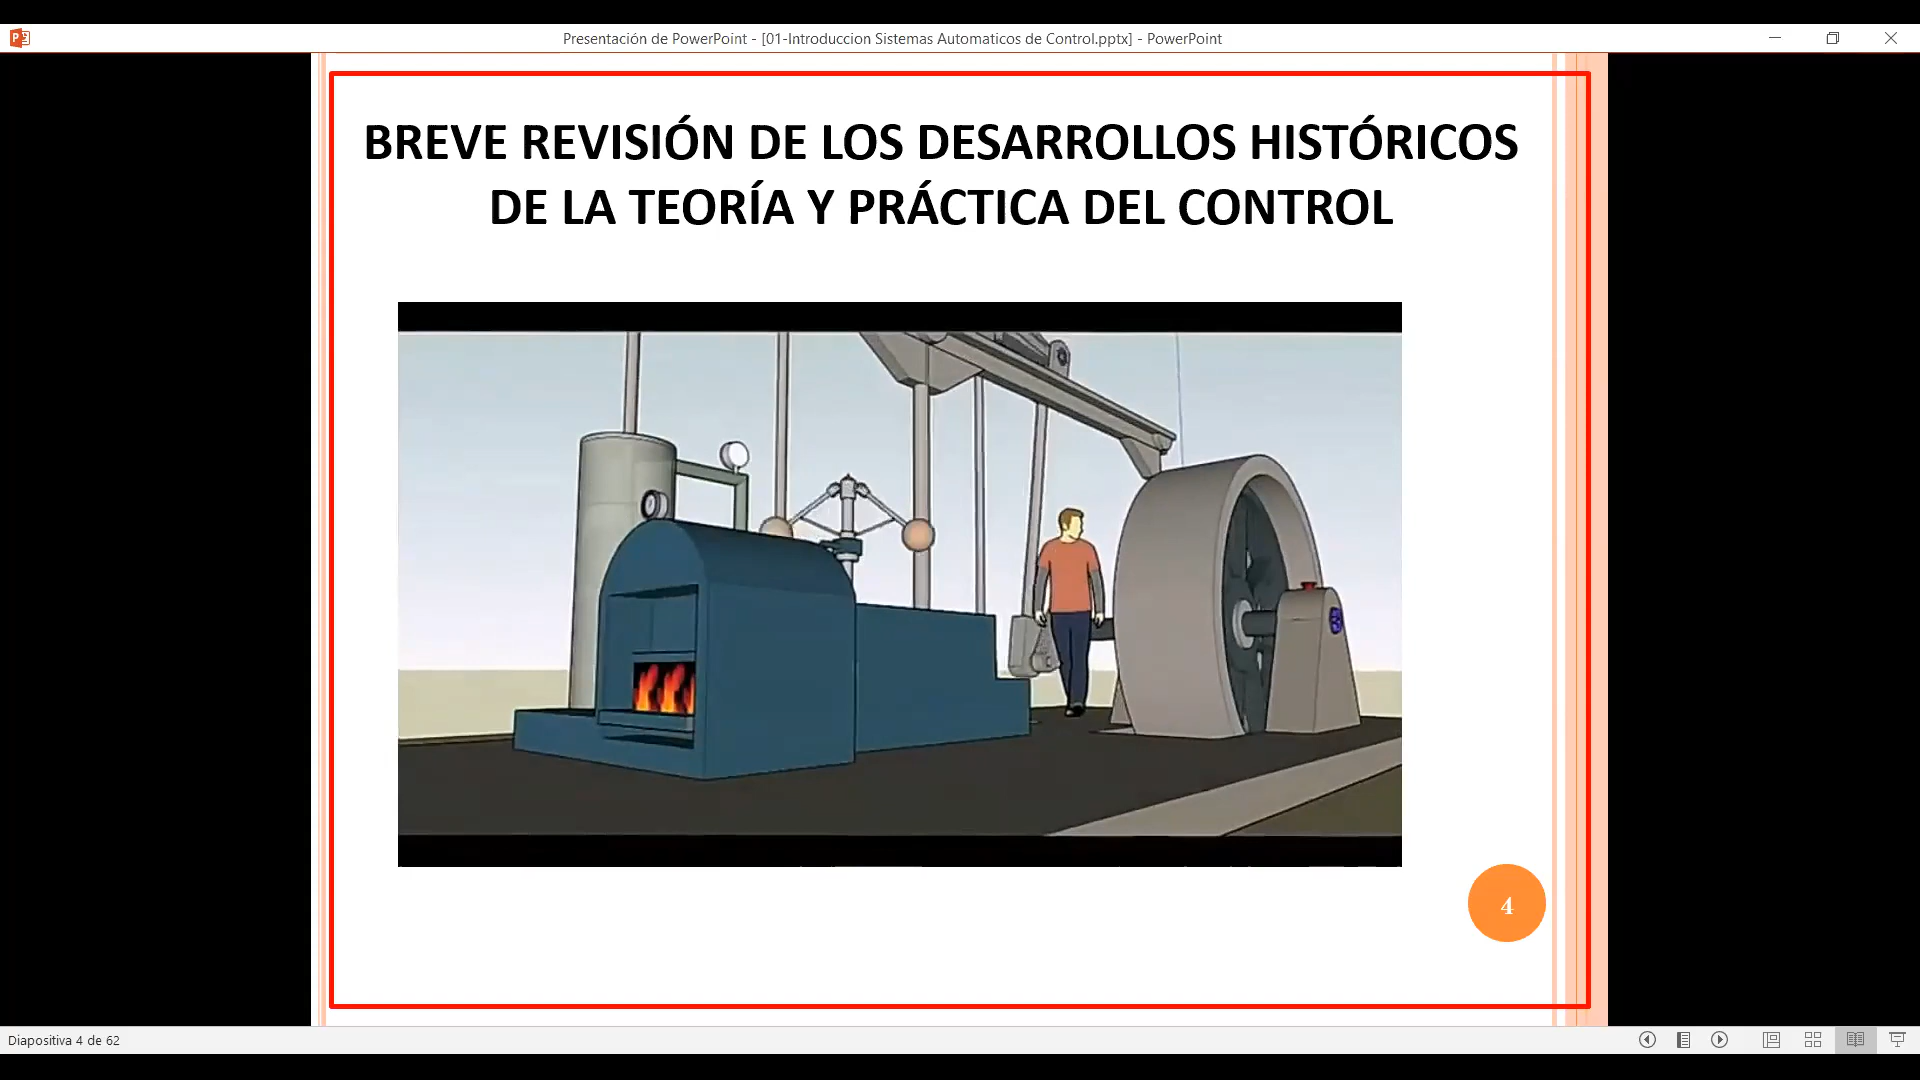 Presentación de PowerPoint - [01-Introduccion Sistemas Automaticos de Control.pptx] - PowerPoint
BREVE REVISIÓN DE LOS DESARROLLOS HISTÓRICOS
DE LA TEORÍA Y PRÁCTICA DEL CONTROL
4
Diapositiva 4 de 62